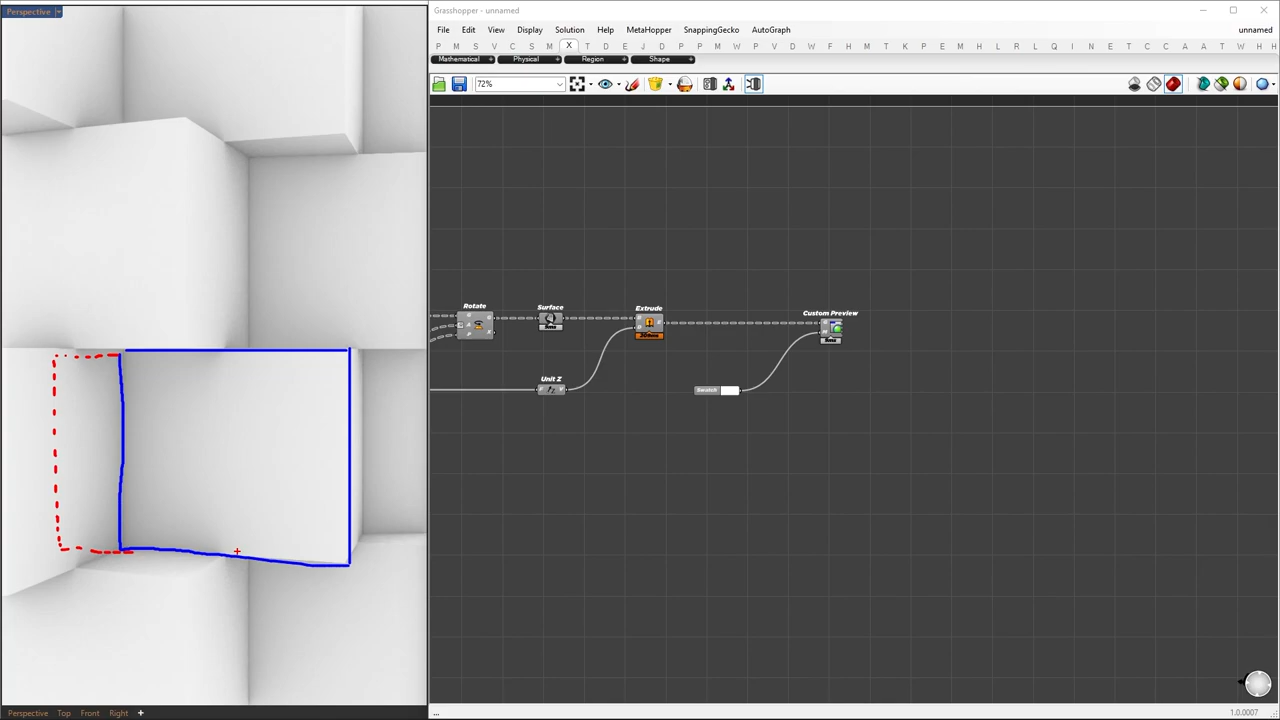 Perspective
Grasshopper - unnamed
File Edit View Display Solution Help MetaHopper SnappingGecko AutoGraph unnamed
P M S V C S M X T D E J D P P M W V D W F H M L K L H K T C C A W
Mathematical + Physical + Region + Shape +
72%
Rotate
Surface
Extrude
Custom Preview
Unit Z
Swatch
Perspective Top Front Right
... 1.0.0007